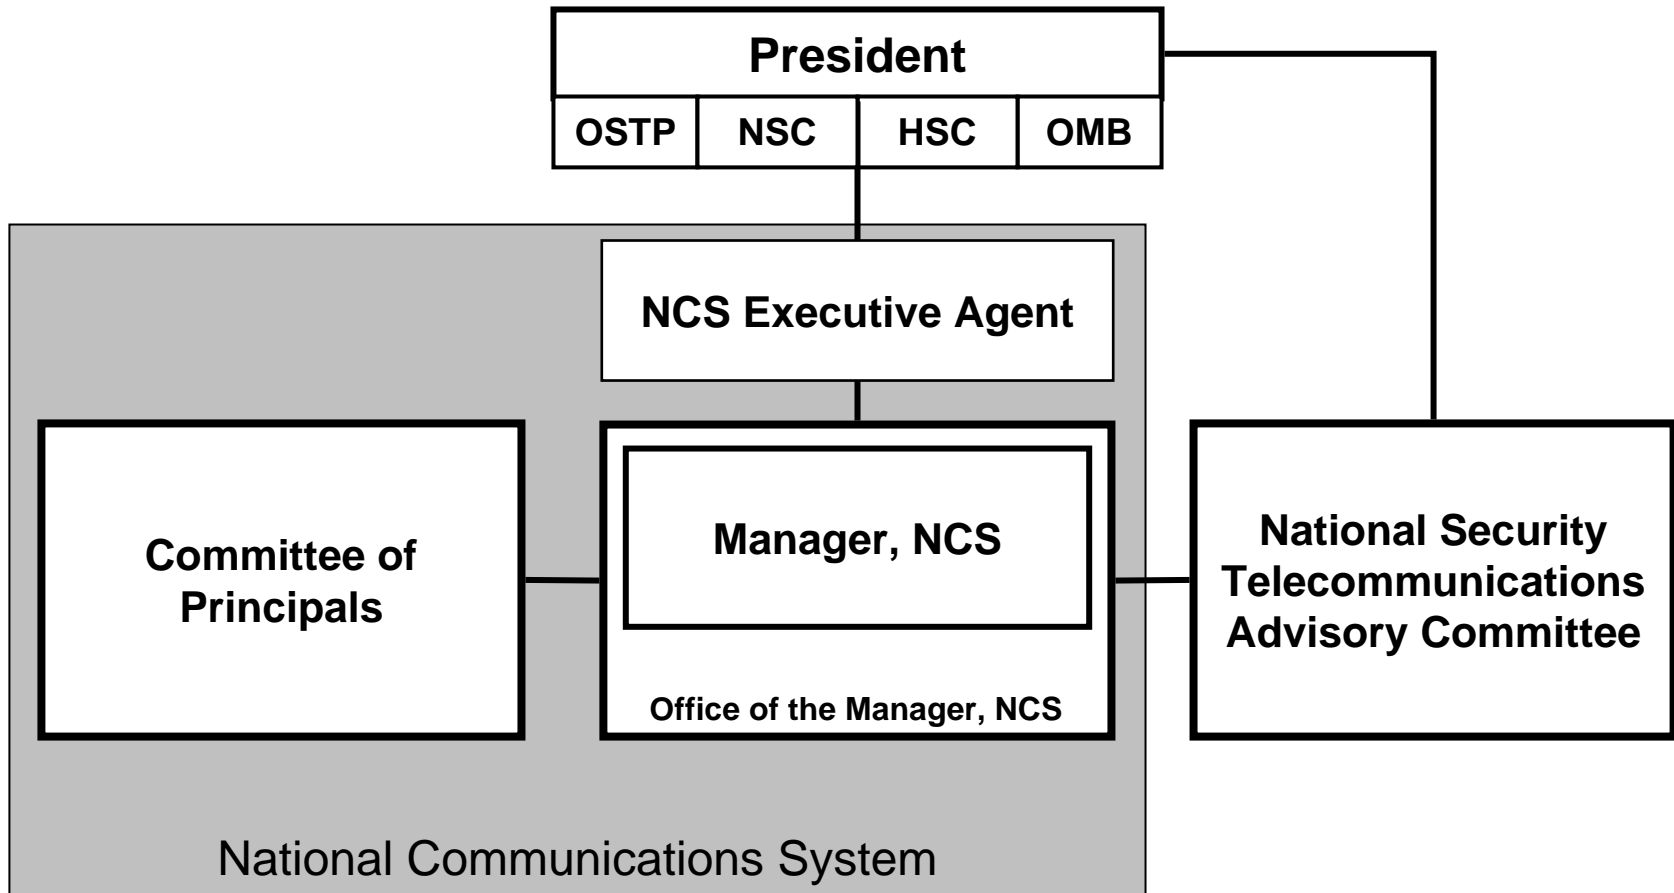 President
OSTP NSC HSC OMB
NCS Executive Agent
Committee of
Principals
Manager, NCS
Office of the Manager, NCS
National Security
Telecommunications
Advisory Committee
National Communications System